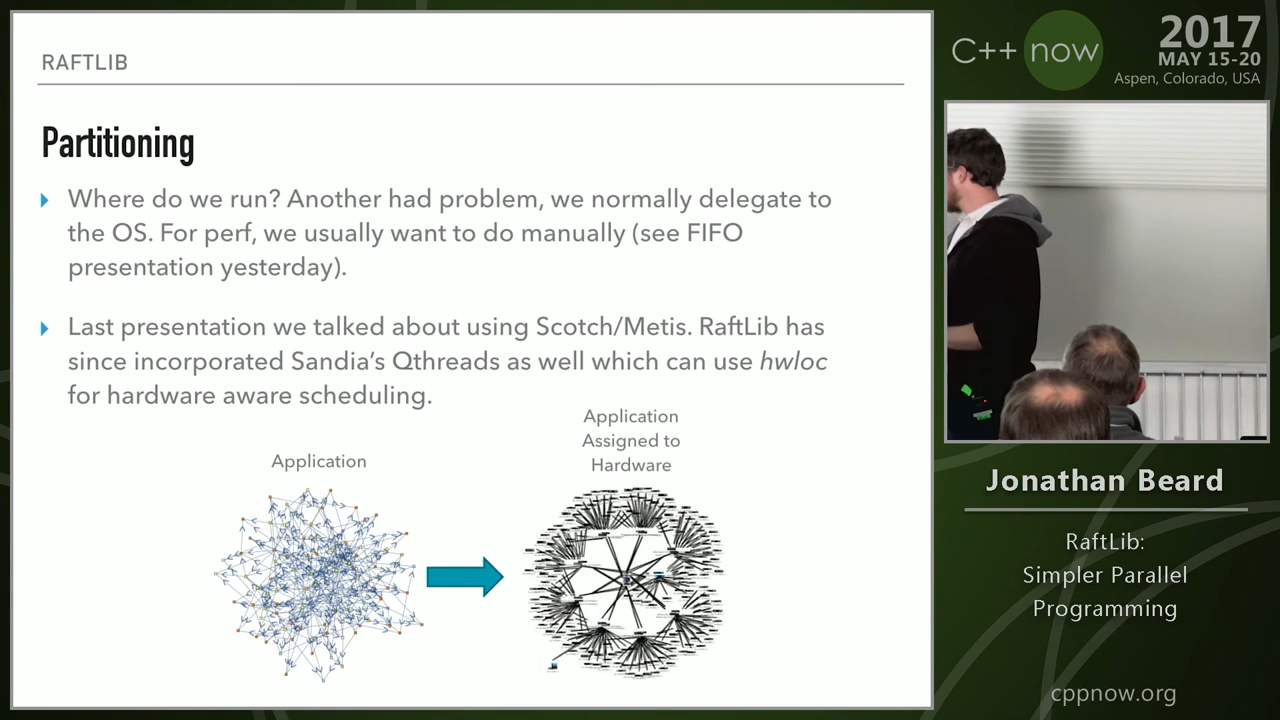 RAFTLIB
Partitioning
Where do we run? Another had problem, we normally delegate to
the OS. For perf, we usually want to do manually (see FIFO
presentation yesterday).
Last presentation we talked about using Scotch/Metis. RaftLib has
since incorporated Sandia's Qthreads as well which can use hwloc
for hardware aware scheduling.
Application
Application
Assigned to
Hardware
C++ now
2017
MAY 15-20
Aspen, Colorado, USA
Jonathan Beard
RaftLib:
Simpler Parallel
Programming
cppnow.org